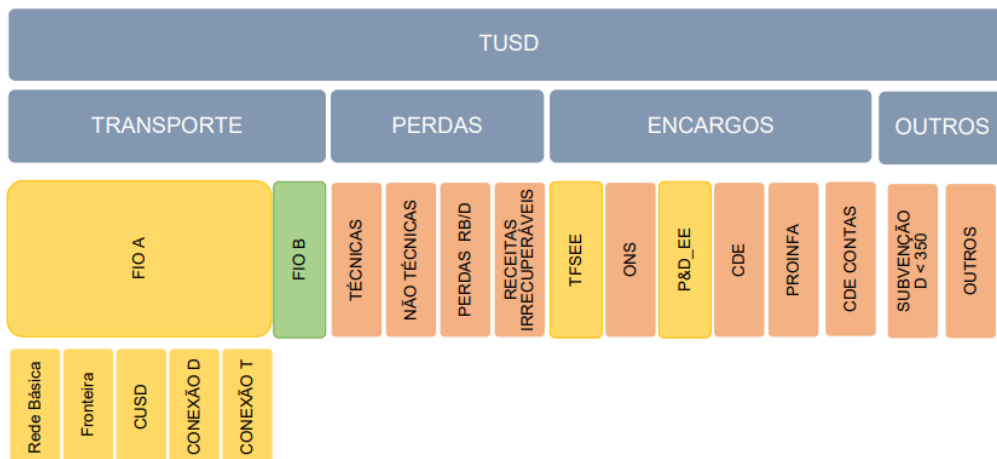 TUSD
TRANSPORTE
PERDAS
ENCARGOS
OUTROS
FIO A
FIO B
TÉCNICAS
NÃO TÉCNICAS
PERDAS RB/D
RECEITAS
IRRECUPERÁVEIS
TFSEE
ONS
P&D_EE
CDE
PROINFA
CDE CONTAS
SUBVENÇÃO
D < 350
OUTROS
Rede Básica
Fronteira
CUSD
CONEXÃO D
CONEXÃO T